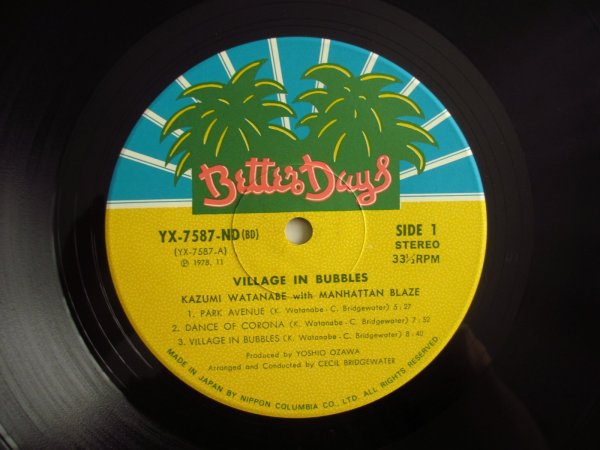 Better Days
YX-7587-ND (BD)
(YX-7587-A)
℗ 1978, 11
SIDE 1
STEREO
33⅓RPM
VILLAGE IN BUBBLES
KAZUMI WATANABE with MANHATTAN BLAZE
1. PARK AVENUE (K. Watanabe - C. Bridgewater) 5:27
2. DANCE OF CORONA (K. Watanabe - C. Bridgewater) 7:52
3. VILLAGE IN BUBBLES (K. Watanabe - C. Bridgewater) 8:40
Produced by YOSHIO OZAWA
Arranged and Conducted by CECIL BRIDGEWATER
MADE IN JAPAN BY NIPPON COLUMBIA CO., LTD. ALL RIGHTS RESERVED.